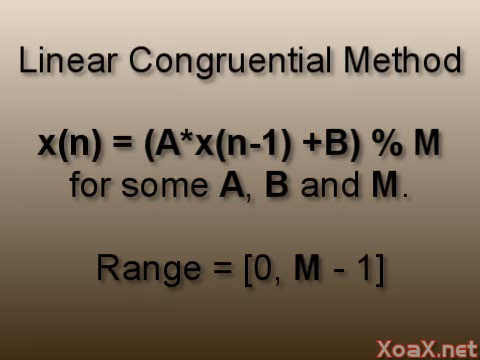 Linear Congruential Method
x(n) = (A*x(n-1) +B) % M
for some A, B and M.
Range = [0, M - 1]
XoaX.net